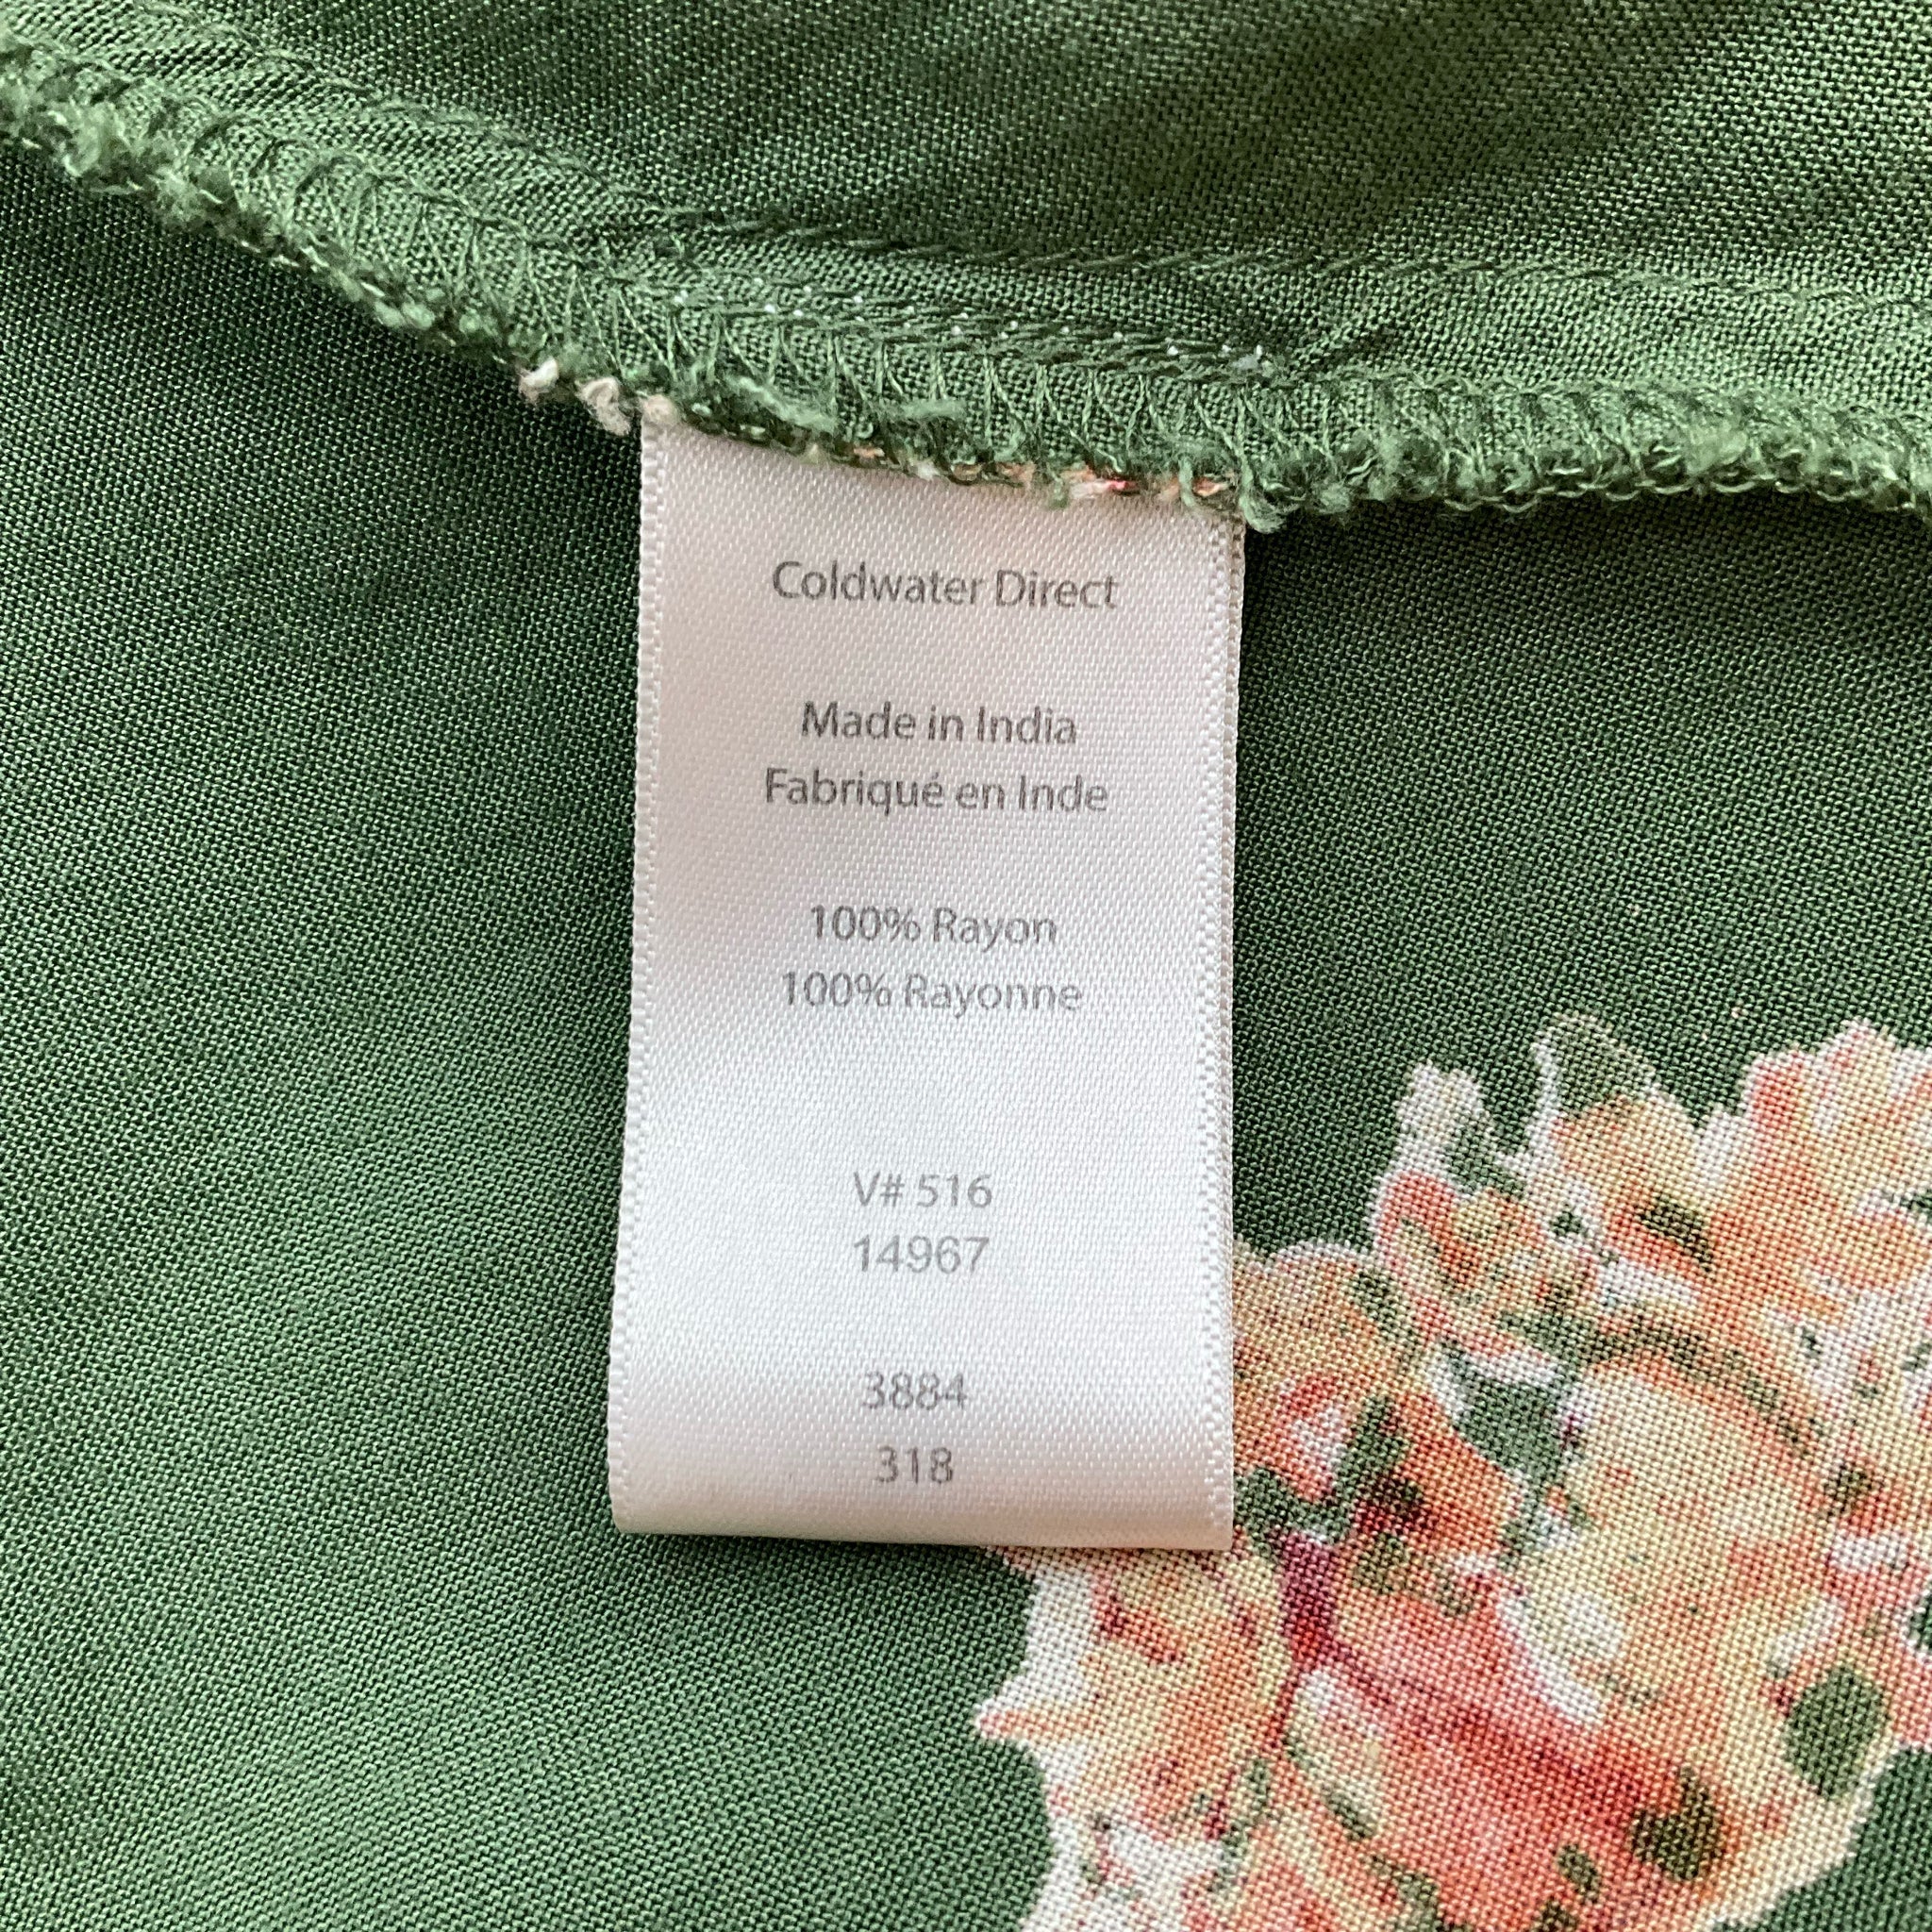 Coldwater Direct
Made in India
Fabriqué en Inde
100% Rayon
100% Rayonne
V# 516
14967
3884
318